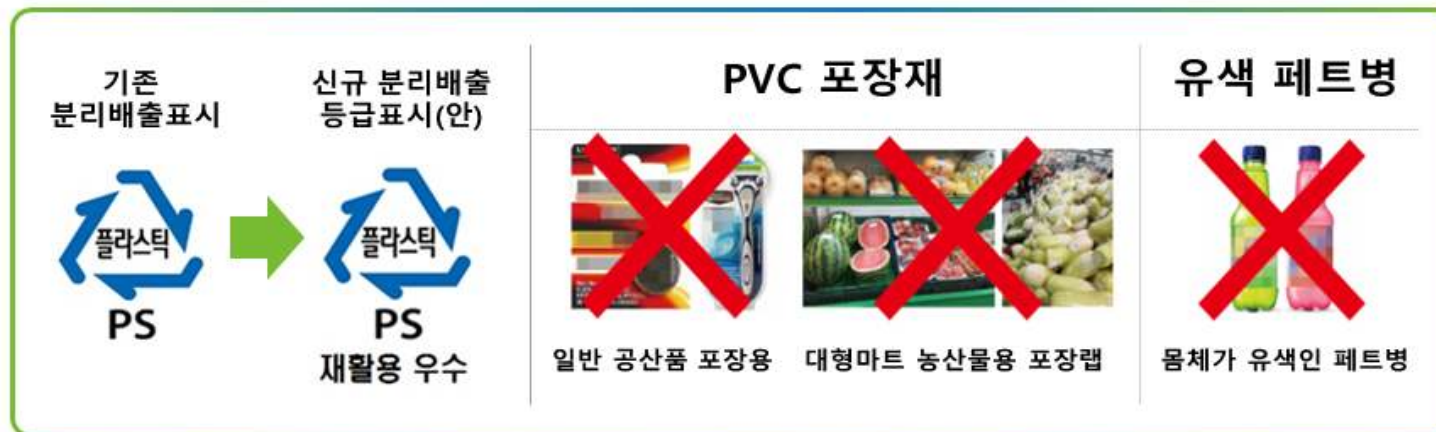 기존
분리배출표시
플라스틱
PS
신규 분리배출
등급표시(안)
플라스틱
PS
재활용 우수
PVC 포장재
일반 공산품 포장용
대형마트 농산물용 포장랩
유색 페트병
몸체가 유색인 페트병